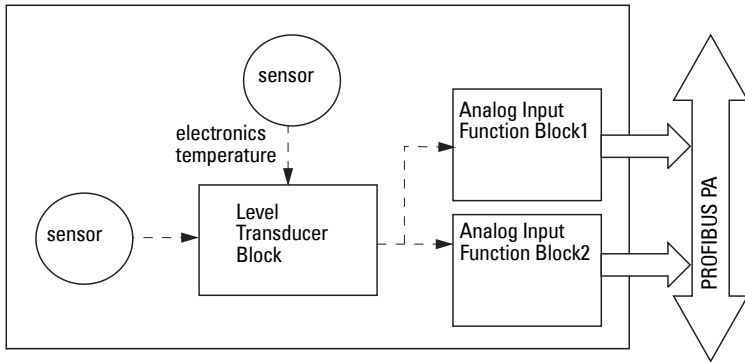 sensor
electronics
temperature
sensor
Level
Transducer
Block
Analog Input
Function Block1
Analog Input
Function Block2
PROFIBUS PA